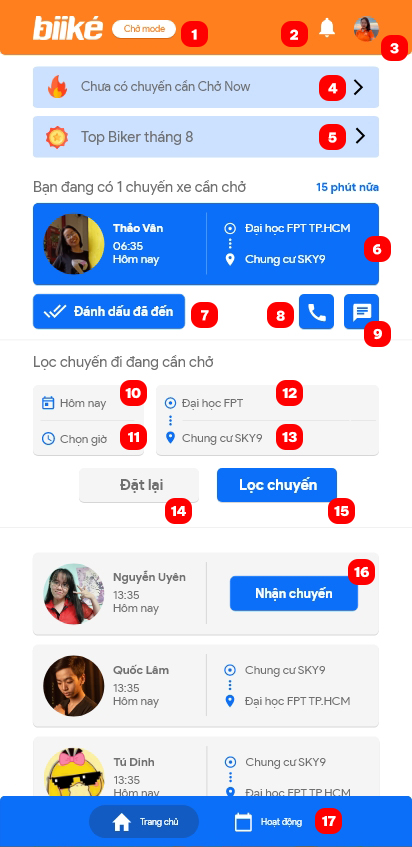 biiké Chở mode 1 2 3
Chưa có chuyến cần Chở Now 4
Top Biker tháng 8 5
Bạn đang có 1 chuyến xe cần chở 15 phút nữa
Thảo Vân
06:35
Hôm nay
Đại học FPT TP.HCM
Chung cư SKY9
6
Đánh dấu đã đến 7 8 9
Lọc chuyến đi đang cần chở
Hôm nay 10
Chọn giờ 11
Đại học FPT 12
Chung cư SKY9 13
Đặt lại 14
Lọc chuyến 15
Nguyễn Uyên
13:35
Hôm nay
Nhận chuyến 16
Quốc Lâm
13:35
Hôm nay
Chung cư SKY9
Đại học FPT TP.HCM
Tú Dinh
13:35
Hôm nay
Chung cư SKY9
Đại học FPT TP.HCM
Trang chủ Hoạt động 17